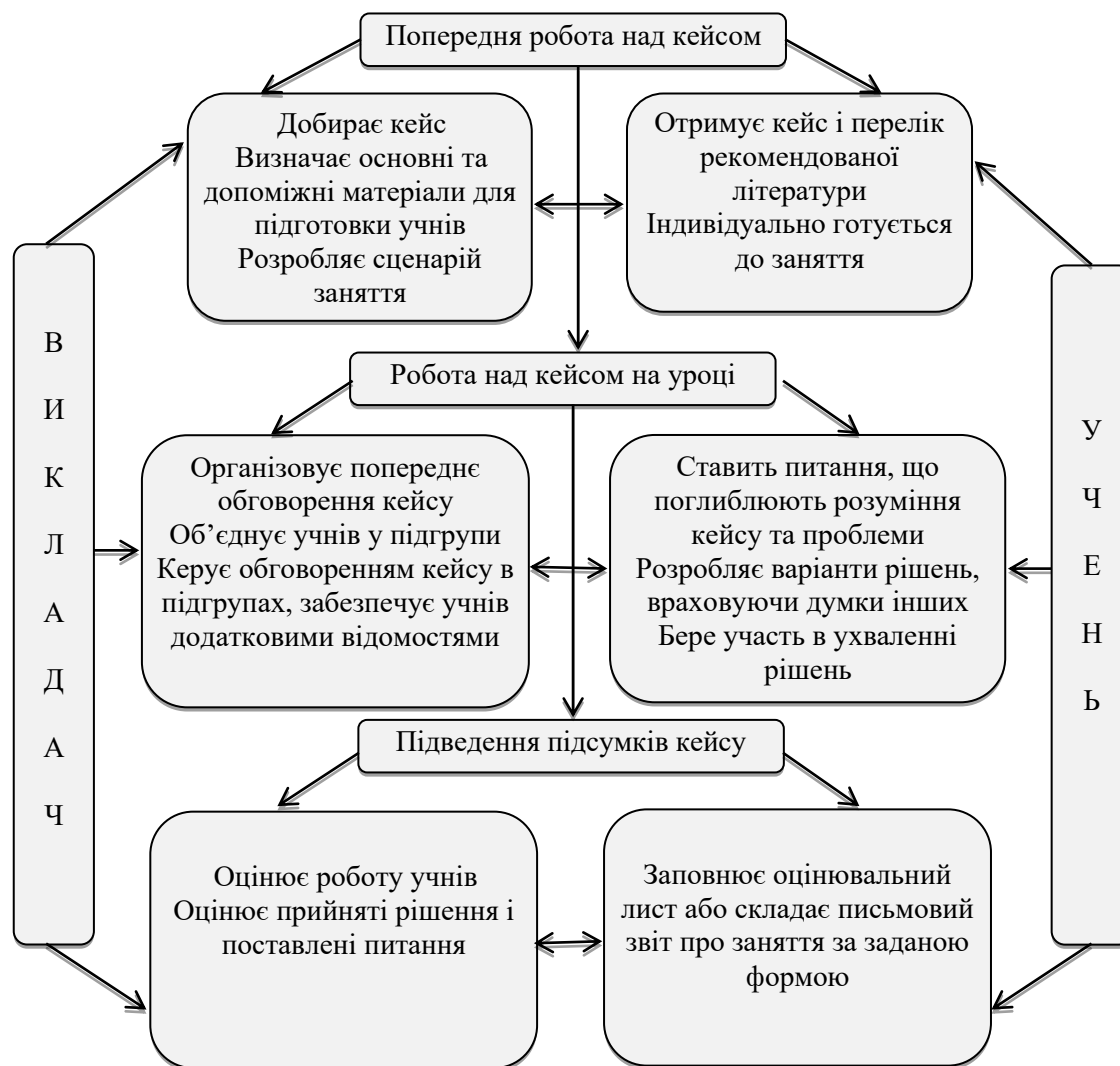 Попередня робота над кейсом
Добирає кейс
Визначає основні та
допоміжні матеріали для
підготовки учнів
Розробляє сценарій
заняття
Отримує кейс і перелік
рекомендованої
літератури
Індивідуально готується
до заняття
В
И
К
Л
А
Д
А
Ч
У
Ч
Е
Н
Ь
Робота над кейсом на уроці
Організовує попереднє
обговорення кейсу
Об’єднує учнів у підгрупи
Керує обговоренням кейсу в
підгрупах, забезпечує учнів
додатковими відомостями
Ставить питання, що
поглиблюють розуміння
кейсу та проблеми
Розробляє варіанти рішень,
враховуючи думки інших
Бере участь в ухваленні
рішень
Підведення підсумків кейсу
Оцінює роботу учнів
Оцінює прийняті рішення і
поставлені питання
Заповнює оцінювальний
лист або складає письмовий
звіт про заняття за заданою
формою